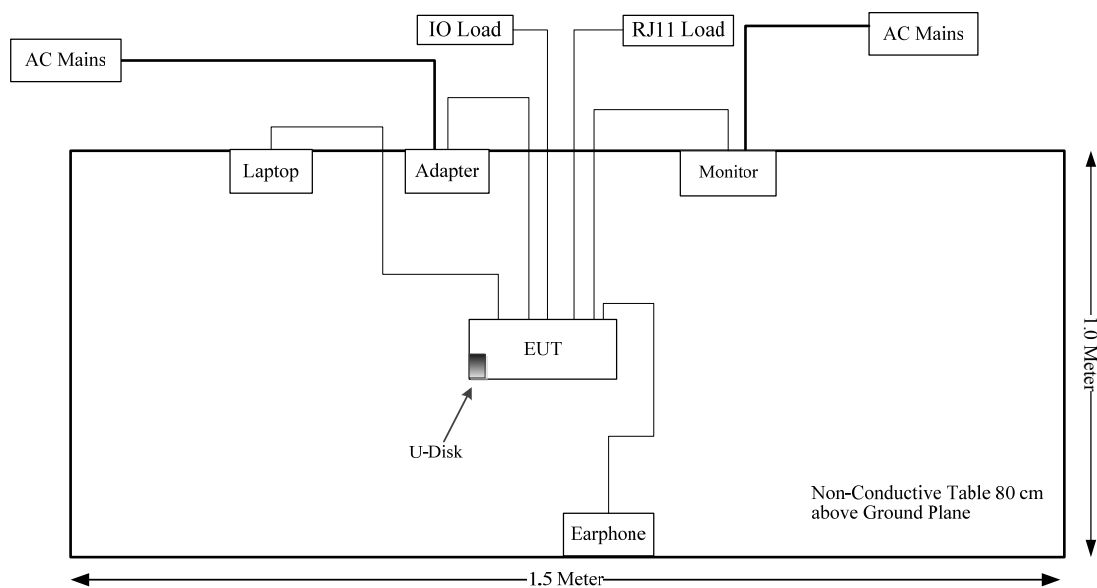 IO Load
RJ11 Load
AC Mains
AC Mains
Laptop
Adapter
Monitor
EUT
U-Disk
1.0 Meter
Non-Conductive Table 80 cm
above Ground Plane
Earphone
1.5 Meter